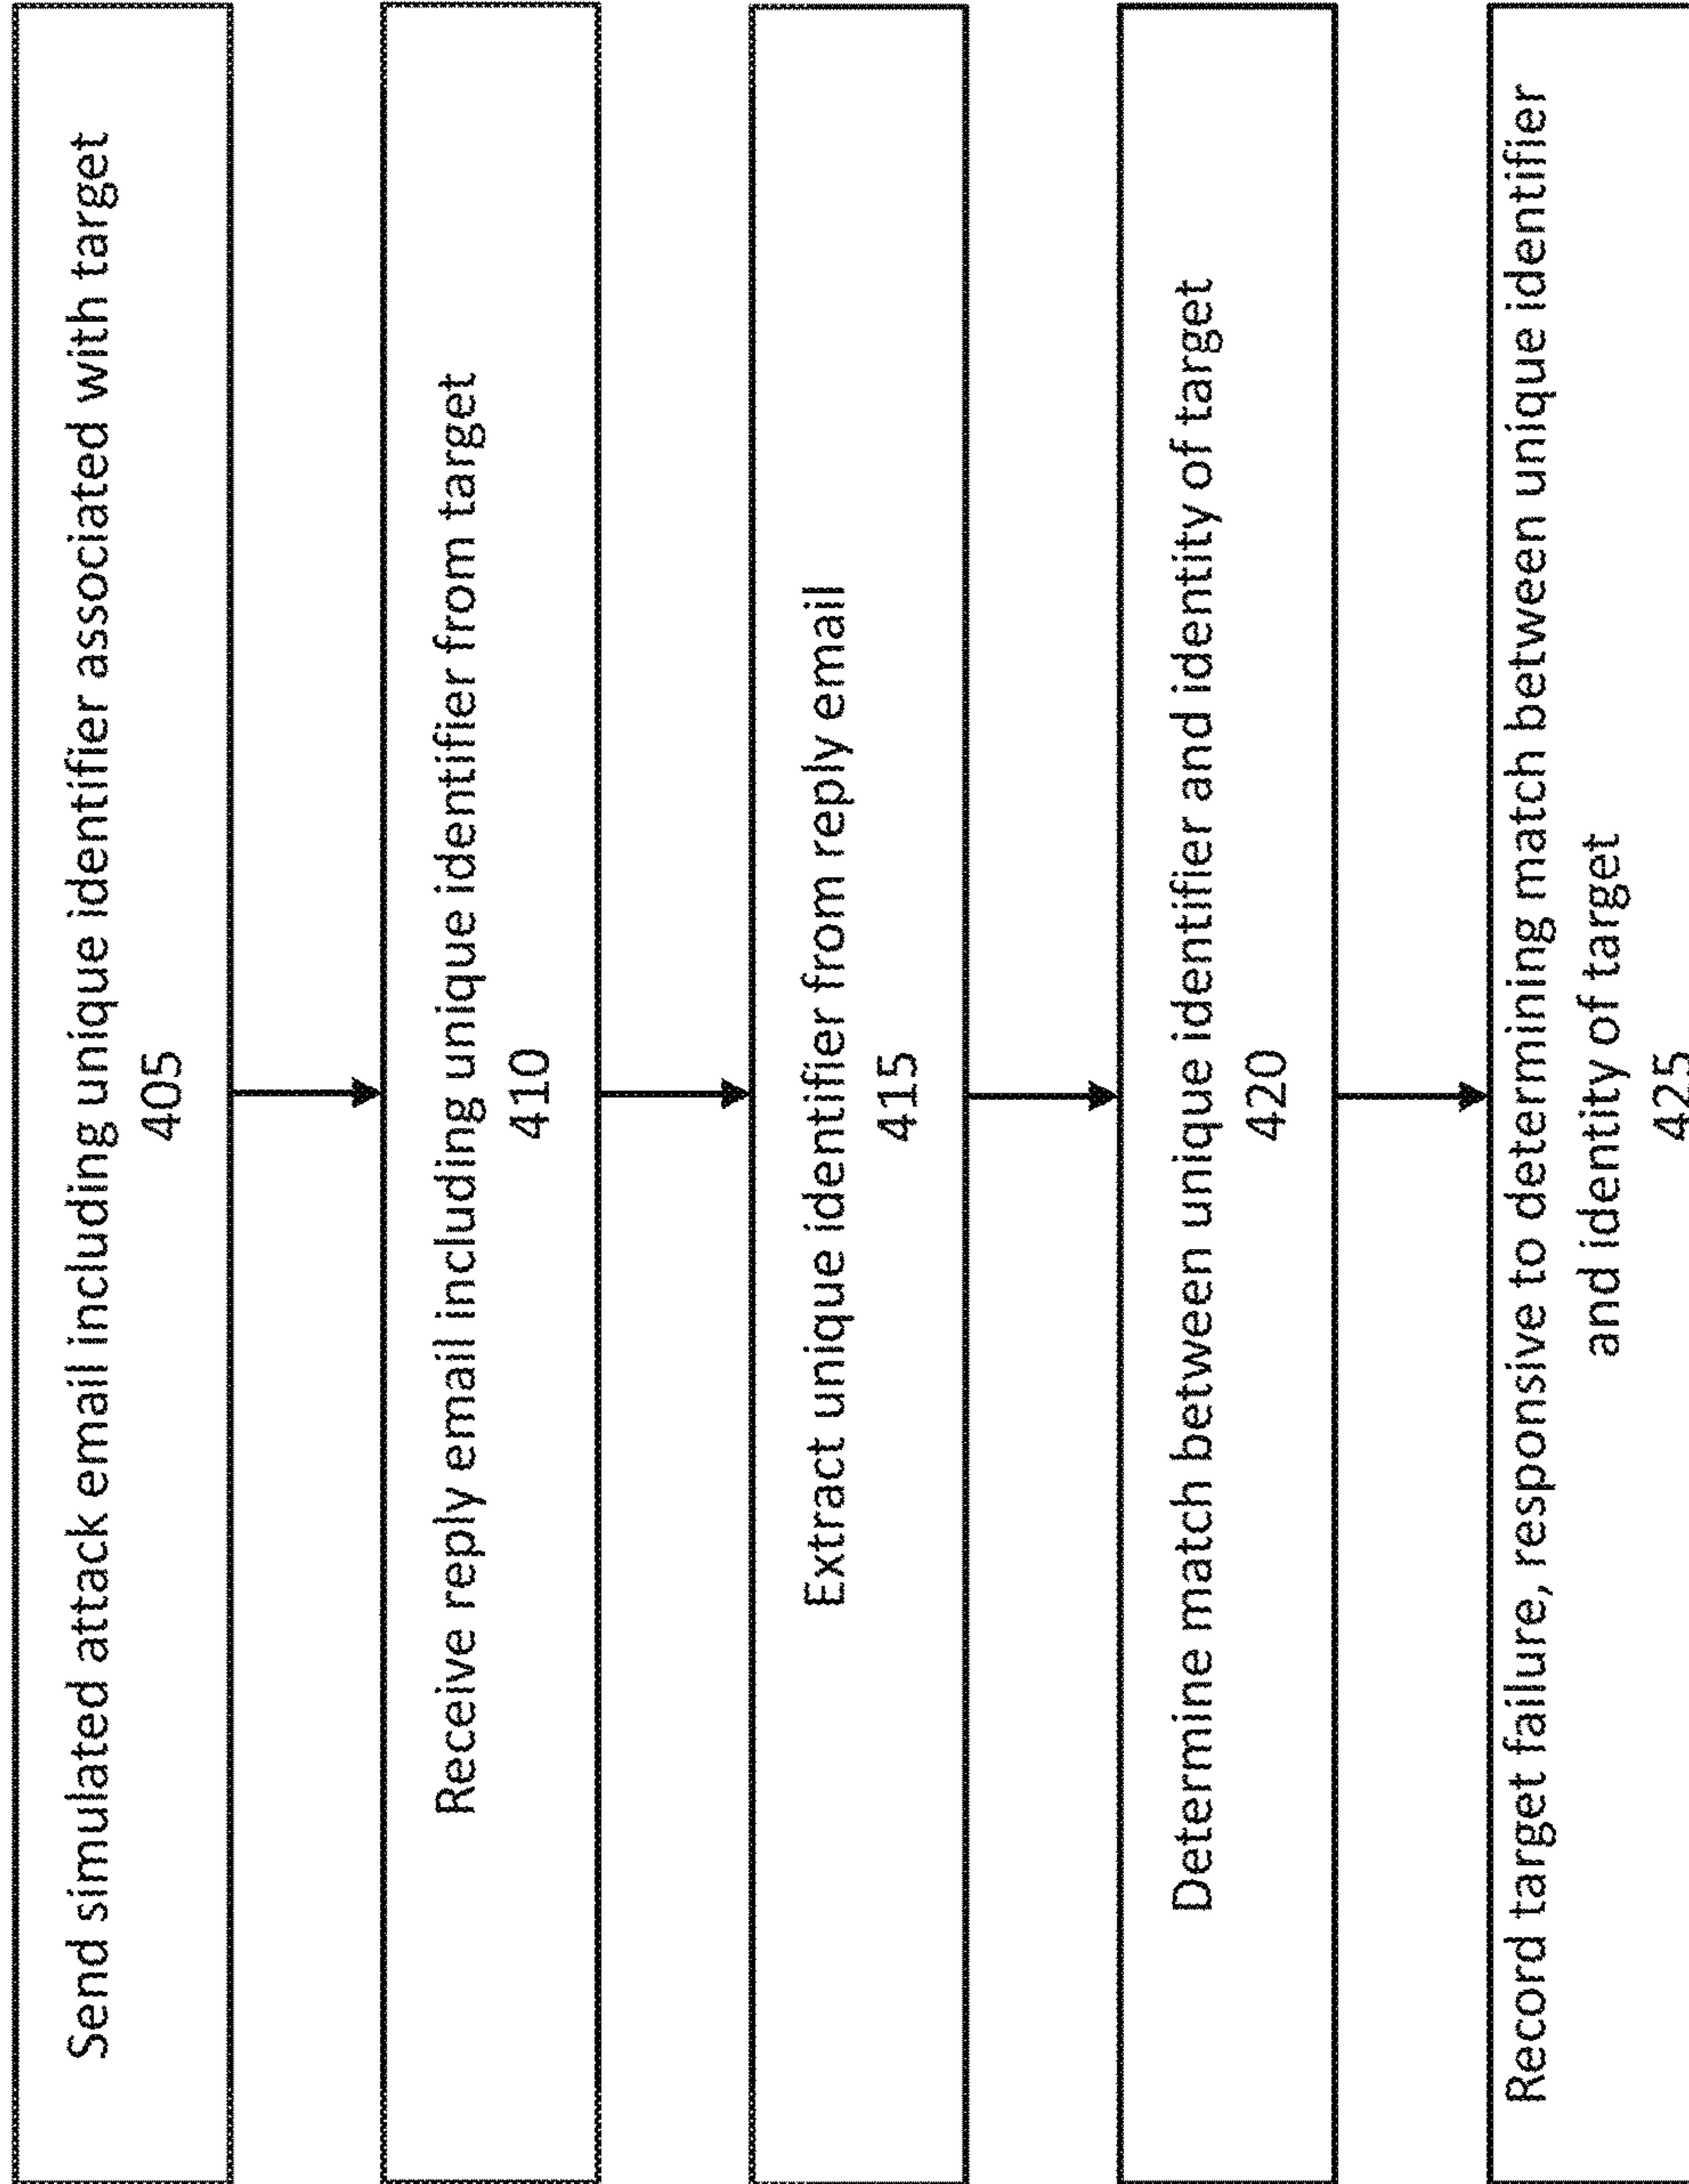 Send simulated attack email including unique identifier associated with target
405
Receive reply email including unique identifier from target
410
Extract unique identifier from reply email
415
Determine match between unique identifier and identity of target
420
Record target failure, responsive to determining match between unique identifier
and identity of target
425